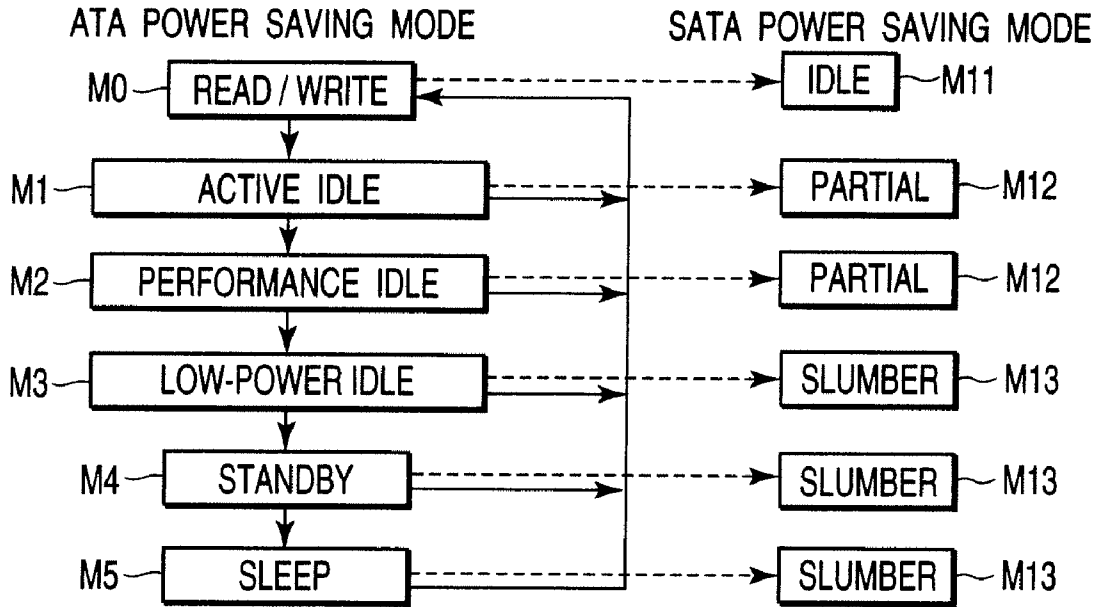 ATA POWER SAVING MODE
SATA POWER SAVING MODE
M0 READ / WRITE IDLE M11
M1 ACTIVE IDLE PARTIAL M12
M2 PERFORMANCE IDLE PARTIAL M12
M3 LOW-POWER IDLE SLUMBER M13
M4 STANDBY SLUMBER M13
M5 SLEEP SLUMBER M13